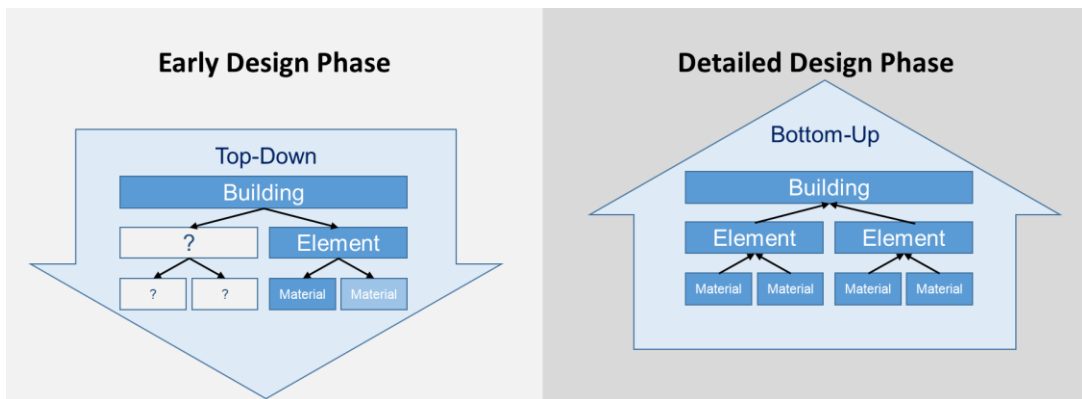 Early Design Phase
Top-Down
Building
?
Element
?
?
Material
Material
Detailed Design Phase
Bottom-Up
Building
Element
Element
Material
Material
Material
Material